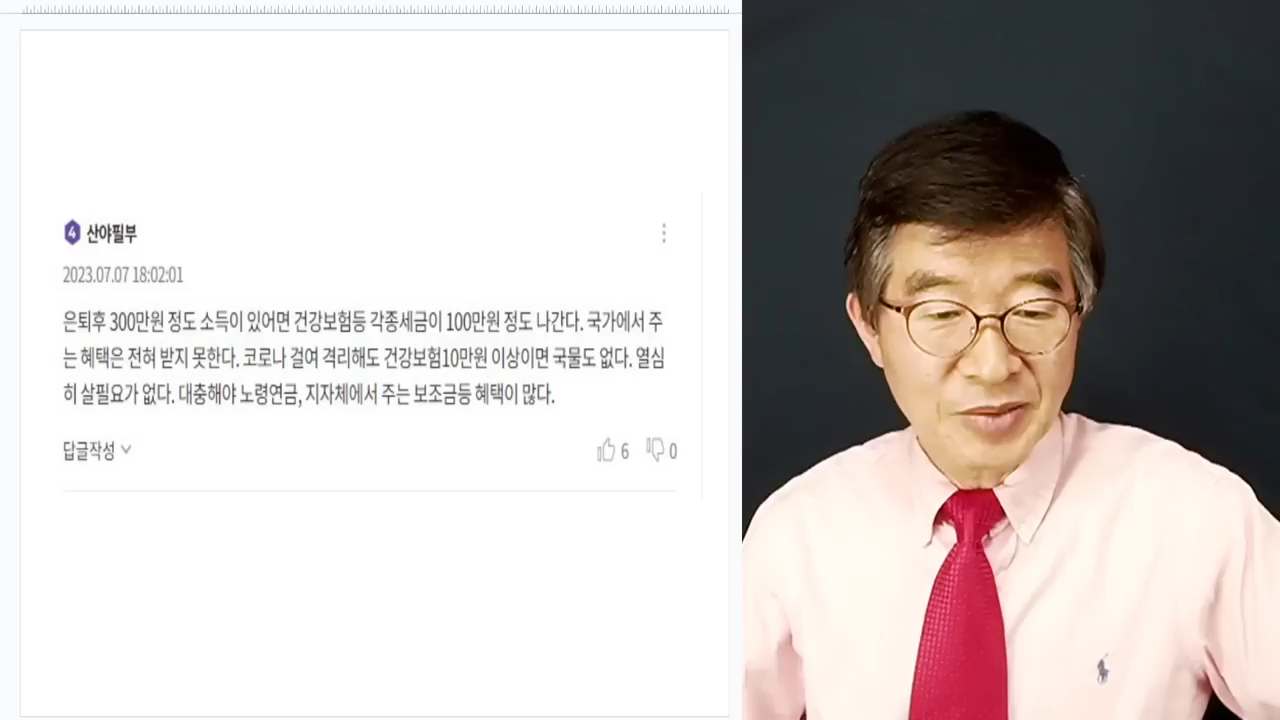 4 산야필부
2023.07.07 18:02:01
은퇴후 300만원 정도 소득이 있어면 건강보험등 각종세금이 100만원 정도 나간다. 국가에서 주
는 혜택은 전혀 받지 못한다. 코로나 걸여 격리해도 건강보험10만원 이상이면 국물도 없다. 열심
히 살필요가 없다. 대충해야 노령연금, 지자체에서 주는 보조금등 혜택이 많다.
답글작성
6 0